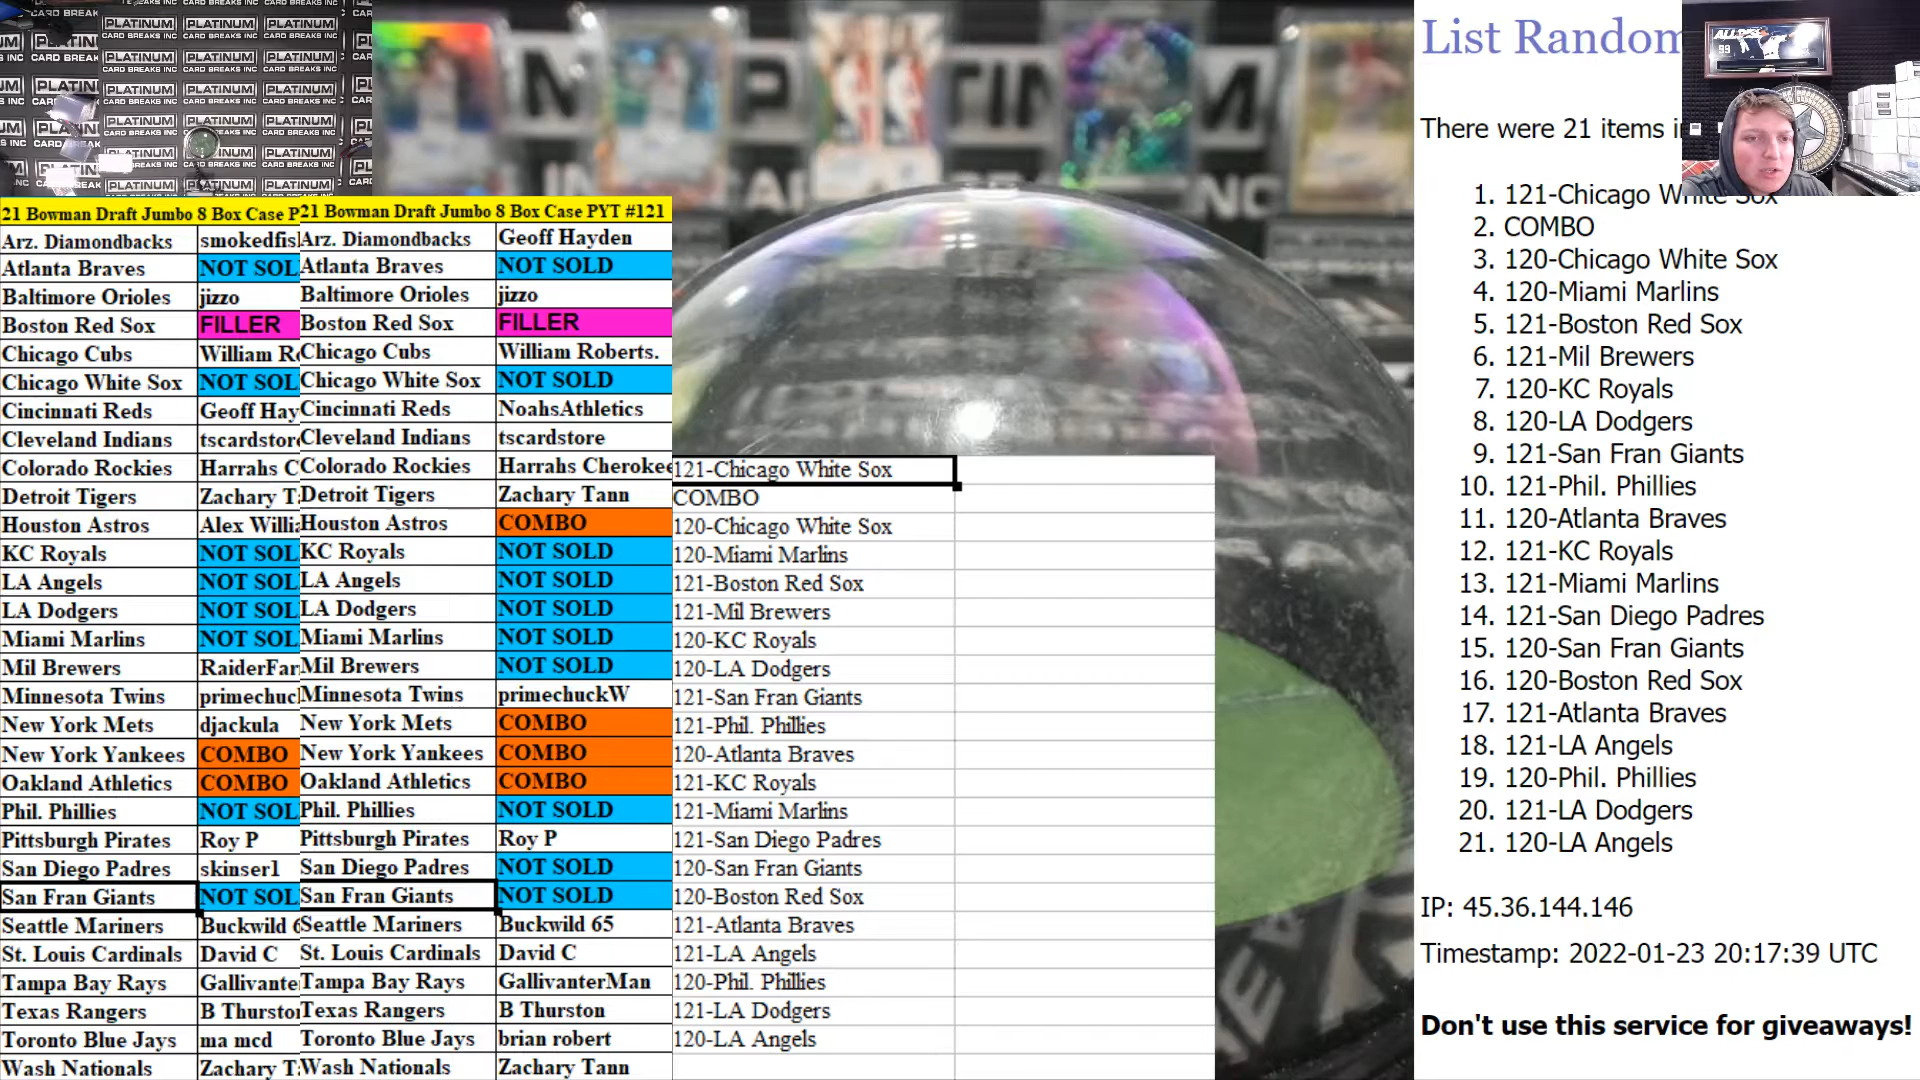 21 Bowman Draft Jumbo 8 Box Case P
Arz. Diamondbacks smokedfis
Atlanta Braves NOT SOL
Baltimore Orioles jizzo
Boston Red Sox FILLER
Chicago Cubs William R
Chicago White Sox NOT SOL
Cincinnati Reds Geoff Hay
Cleveland Indians tscardstore
Colorado Rockies Harrahs C
Detroit Tigers Zachary T
Houston Astros Alex Willi
KC Royals NOT SOL
LA Angels NOT SOL
LA Dodgers NOT SOL
Miami Marlins NOT SOL
Mil Brewers RaiderFa
Minnesota Twins primechuc
New York Mets djackula
New York Yankees COMBO
Oakland Athletics COMBO
Phil. Phillies NOT SOL
Pittsburgh Pirates Roy P
San Diego Padres skinser1
San Fran Giants NOT SOL
Seattle Mariners Buckwild 6
St. Louis Cardinals David C
Tampa Bay Rays Gallivante
Texas Rangers B Thursto
Toronto Blue Jays ma mcd
Wash Nationals Zachary T
21 Bowman Draft Jumbo 8 Box Case PYT #121
Arz. Diamondbacks Geoff Hayden
Atlanta Braves NOT SOLD
Baltimore Orioles jizzo
Boston Red Sox FILLER
Chicago Cubs William Roberts.
Chicago White Sox NOT SOLD
Cincinnati Reds NoahsAthletics
Cleveland Indians tscardstore
Colorado Rockies Harrahs Cherokee
Detroit Tigers Zachary Tann
Houston Astros COMBO
KC Royals NOT SOLD
LA Angels NOT SOLD
LA Dodgers NOT SOLD
Miami Marlins NOT SOLD
Mil Brewers NOT SOLD
Minnesota Twins primechuckW
New York Mets COMBO
New York Yankees COMBO
Oakland Athletics COMBO
Phil. Phillies NOT SOLD
Pittsburgh Pirates Roy P
San Diego Padres NOT SOLD
San Fran Giants NOT SOLD
Seattle Mariners Buckwild 65
St. Louis Cardinals David C
Tampa Bay Rays GallivanterMan
Texas Rangers B Thurston
Toronto Blue Jays brian robert
Wash Nationals Zachary Tann
121-Chicago White Sox
COMBO
120-Chicago White Sox
120-Miami Marlins
121-Boston Red Sox
121-Mil Brewers
120-KC Royals
120-LA Dodgers
121-San Fran Giants
121-Phil. Phillies
120-Atlanta Braves
121-KC Royals
121-Miami Marlins
121-San Diego Padres
120-San Fran Giants
120-Boston Red Sox
121-Atlanta Braves
121-LA Angels
120-Phil. Phillies
121-LA Dodgers
120-LA Angels
List Random
There were 21 items i
1. 121-Chicago White Sox
2. COMBO
3. 120-Chicago White Sox
4. 120-Miami Marlins
5. 121-Boston Red Sox
6. 121-Mil Brewers
7. 120-KC Royals
8. 120-LA Dodgers
9. 121-San Fran Giants
10. 121-Phil. Phillies
11. 120-Atlanta Braves
12. 121-KC Royals
13. 121-Miami Marlins
14. 121-San Diego Padres
15. 120-San Fran Giants
16. 120-Boston Red Sox
17. 121-Atlanta Braves
18. 121-LA Angels
19. 120-Phil. Phillies
20. 121-LA Dodgers
21. 120-LA Angels
IP: 45.36.144.146
Timestamp: 2022-01-23 20:17:39 UTC
Don't use this service for giveaways!
PLATINUM
CARD BREAKS INC
ALL RISE
99